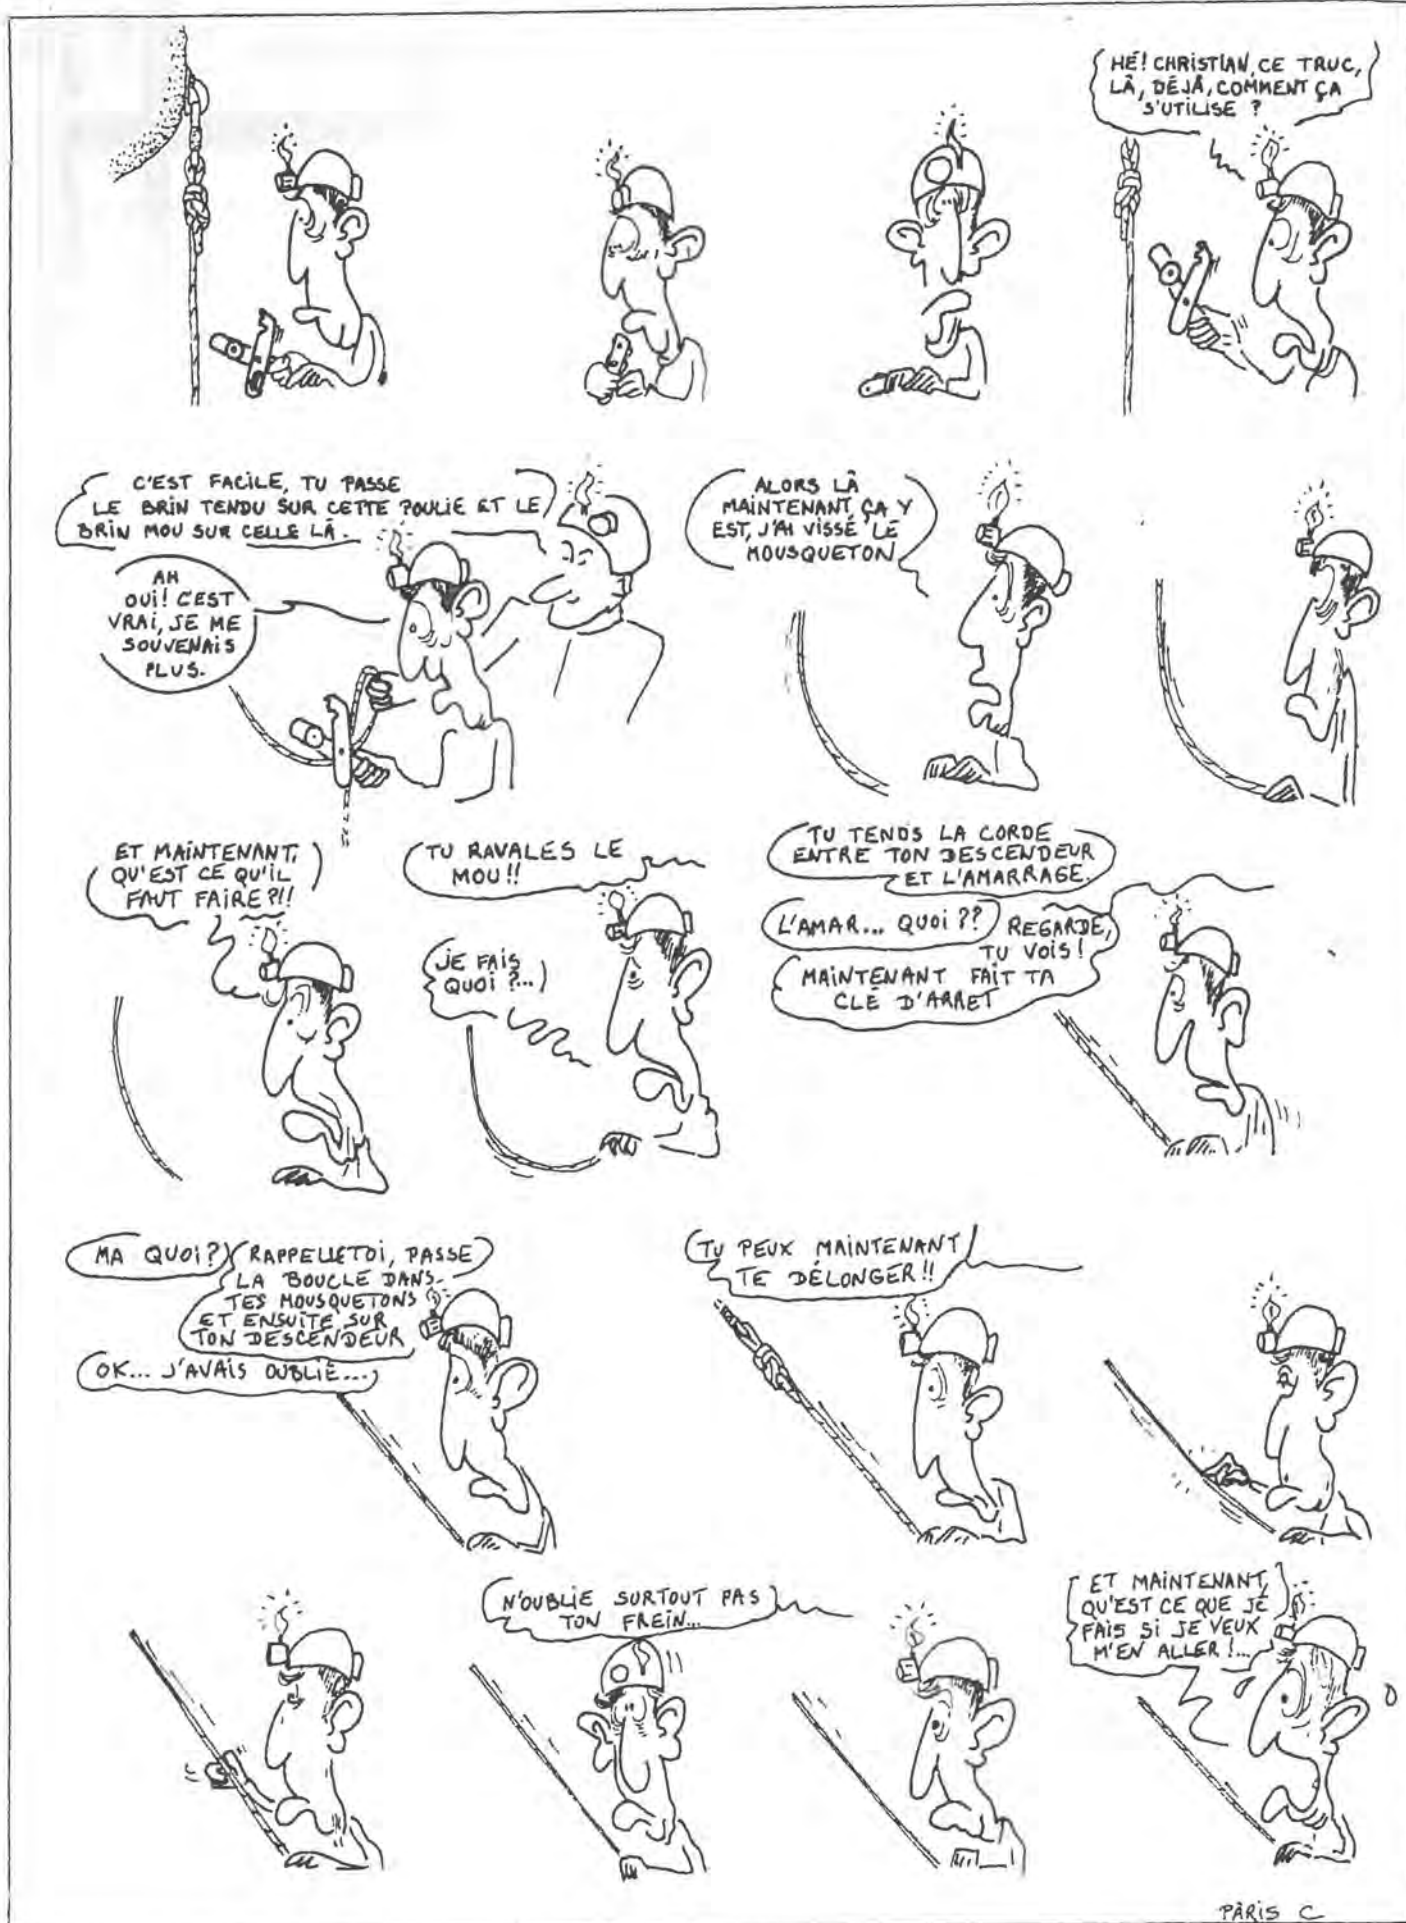 HÉ! CHRISTIAN, CE TRUC,
LÀ, DÉJÀ, COMMENT ÇA
S'UTILISE ?
C'EST FACILE, TU PASSE
LE BRIN TENDU SUR CETTE POULIE ET LE
BRIN MOU SUR CELLE LÀ.
AH
OUI! C'EST
VRAI, JE ME
SOUVENAIS
PLUS.
ALORS LÀ
MAINTENANT, ÇA Y
EST, J'AI VISSÉ LE
MOUSQUETON
ET MAINTENANT,
QU'EST CE QU'IL
FAUT FAIRE?!!
TU RAVALES LE
MOU!!
JE FAIS
QUOI ?...
TU TENDS LA CORDE
ENTRE TON DESCENDEUR
ET L'AMARRAGE.
L'AMAR... QUOI ??
REGARDE,
TU VOIS!
MAINTENANT FAIT TA
CLÉ D'ARRET
MA QUOI?
RAPPELLE TOI, PASSE
LA BOUCLE DANS
TES MOUSQUETONS
ET ENSUITE SUR
TON DESCENDEUR
OK... J'AVAIS OUBLIÉ...
TU PEUX MAINTENANT
TE DÉLONGER!!
N'OUBLIE SURTOUT PAS
TON FREIN...
ET MAINTENANT,
QU'EST CE QUE JE
FAIS SI JE VEUX
M'EN ALLER!...
PÂRIS C